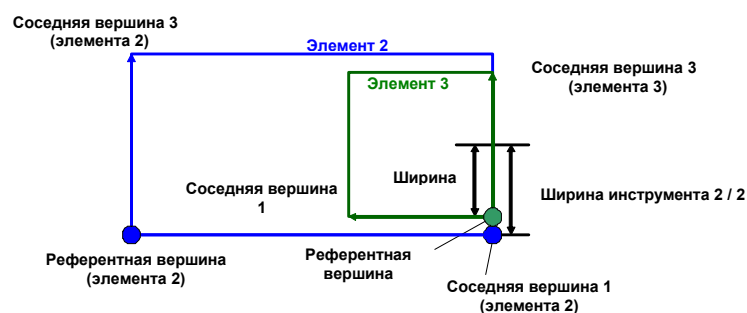 Соседняя вершина 3
(элемента 2)
Элемент 2
Соседняя вершина 3
(элемента 3)
Элемент 3
Ширина
Ширина инструмента 2 / 2
Соседняя вершина
1
Референтная вершина
(элемента 2)
Референтная
вершина
Соседняя вершина 1
(элемента 2)